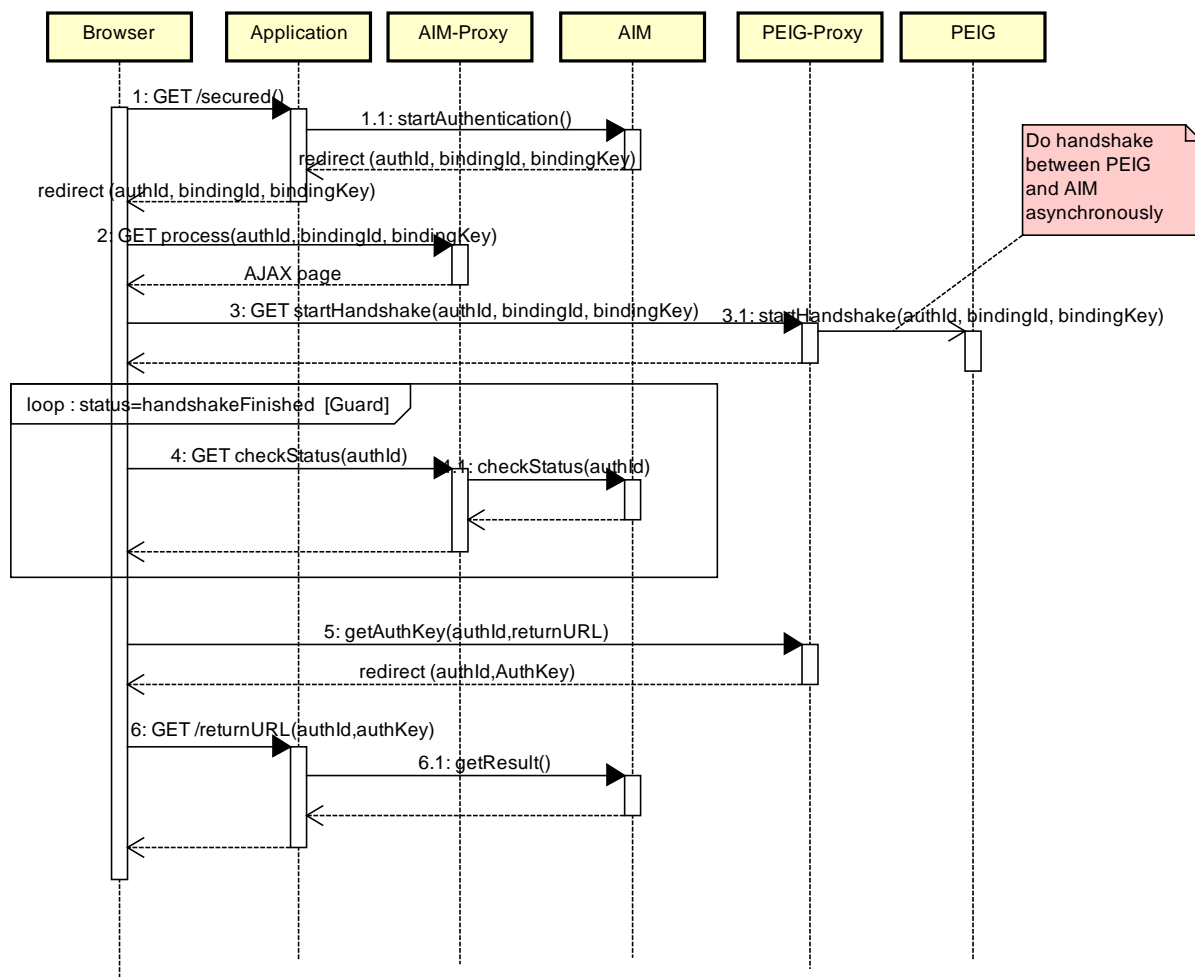 Browser
Application
AIM-Proxy
AIM
PEIG-Proxy
PEIG
1: GET /secured()
1.1: startAuthentication()
redirect (authId, bindingId, bindingKey)
redirect (authId, bindingId, bindingKey)
Do handshake
between PEIG
and AIM
asynchronously
2: GET process(authId, bindingId, bindingKey)
AJAX page
3: GET startHandshake(authId, bindingId, bindingKey)
3.1: startHandshake(authId, bindingId, bindingKey)
loop : status=handshakeFinished [Guard]
4: GET checkStatus(authId)
4.1: checkStatus(authId)
5: getAuthKey(authId,returnURL)
redirect (authId,AuthKey)
6: GET /returnURL(authId,authKey)
6.1: getResult()